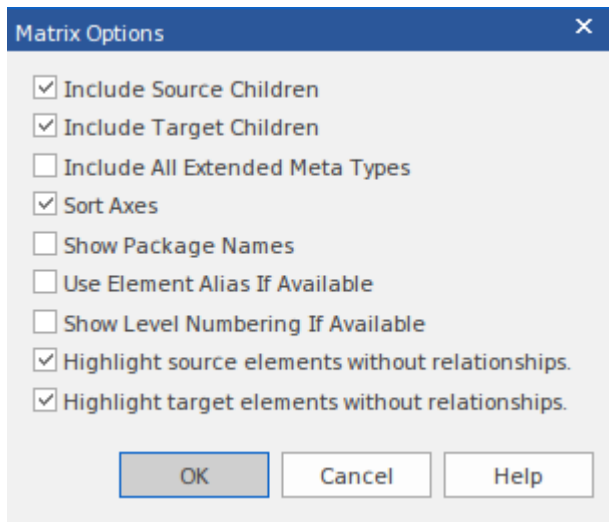 Matrix Options
Include Source Children
Include Target Children
Include All Extended Meta Types
Sort Axes
Show Package Names
Use Element Alias If Available
Show Level Numbering If Available
Highlight source elements without relationships.
Highlight target elements without relationships.
OK Cancel Help